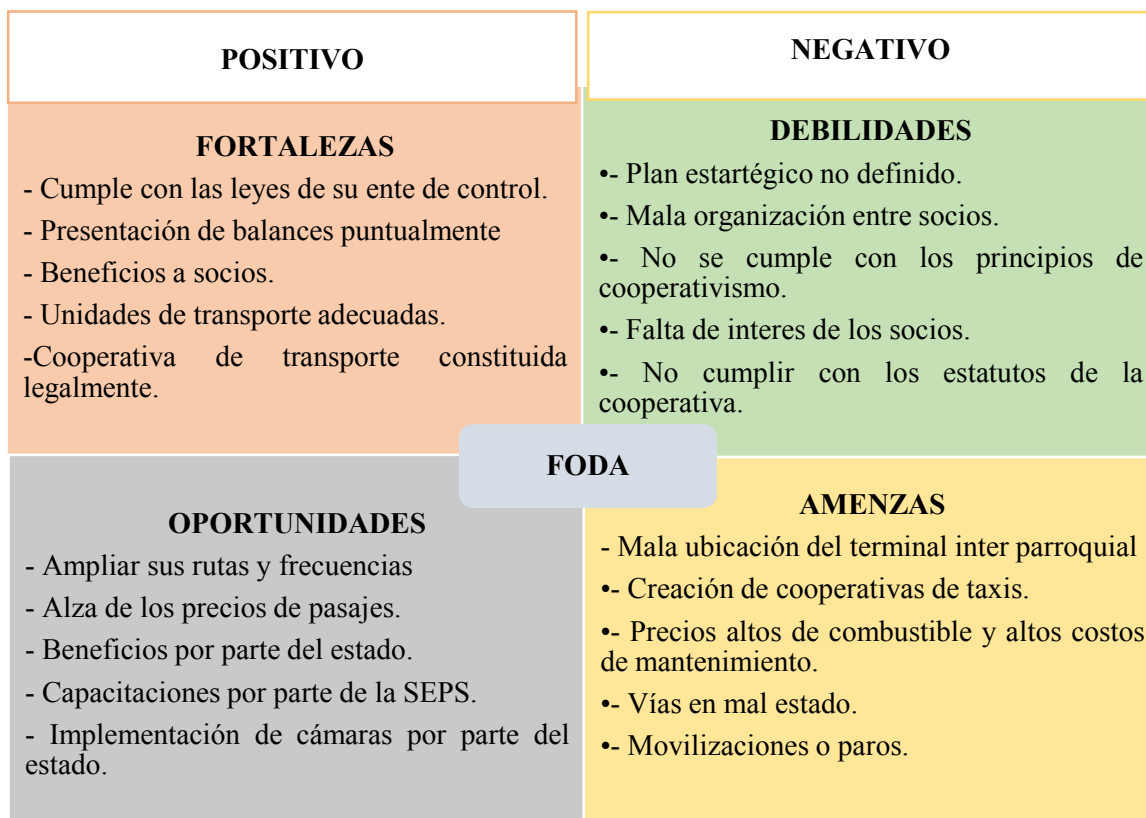 POSITIVO
NEGATIVO
FORTALEZAS
- Cumple con las leyes de su ente de control.
- Presentación de balances puntualmente
- Beneficios a socios.
- Unidades de transporte adecuadas.
-Cooperativa de transporte constituida
legalmente.
DEBILIDADES
•- Plan estartégico no definido.
•- Mala organización entre socios.
•- No se cumple con los principios de
cooperativismo.
•- Falta de interes de los socios.
•- No cumplir con los estatutos de la
cooperativa.
FODA
OPORTUNIDADES
- Ampliar sus rutas y frecuencias
- Alza de los precios de pasajes.
- Beneficios por parte del estado.
- Capacitaciones por parte de la SEPS.
- Implementación de cámaras por parte del
estado.
AMENZAS
- Mala ubicación del terminal inter parroquial
•- Creación de cooperativas de taxis.
•- Precios altos de combustible y altos costos
de mantenimiento.
•- Vías en mal estado.
•- Movilizaciones o paros.